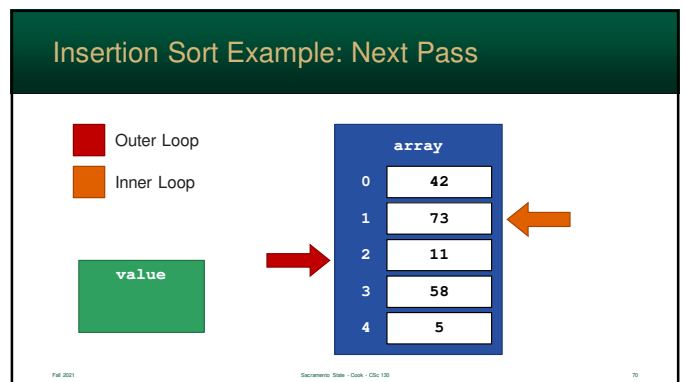 Insertion Sort Example: Next Pass
Outer Loop
Inner Loop
array
0 42
1 73
2 11
3 58
4 5
value
Fall 2021
Sacramento State - Cook - CSc 130
70